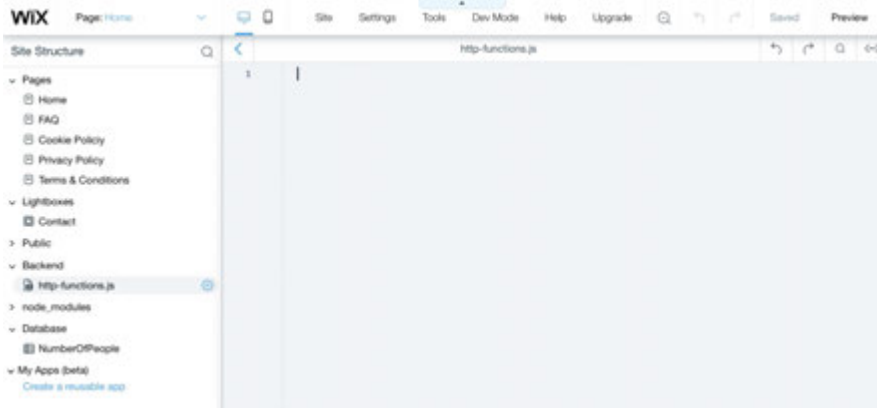 WiX Page: Home Site Settings Tools Dev Mode Help Upgrade Saved Preview
Site Structure http-functions.js
1
Pages
Home
FAQ
Cookie Policiy
Privacy Policy
Terms & Conditions
Lightboxes
Contact
Public
Backend
http-functions.js
node_modules
Database
NumberOfPeople
My Apps (beta)
Create a reusable app